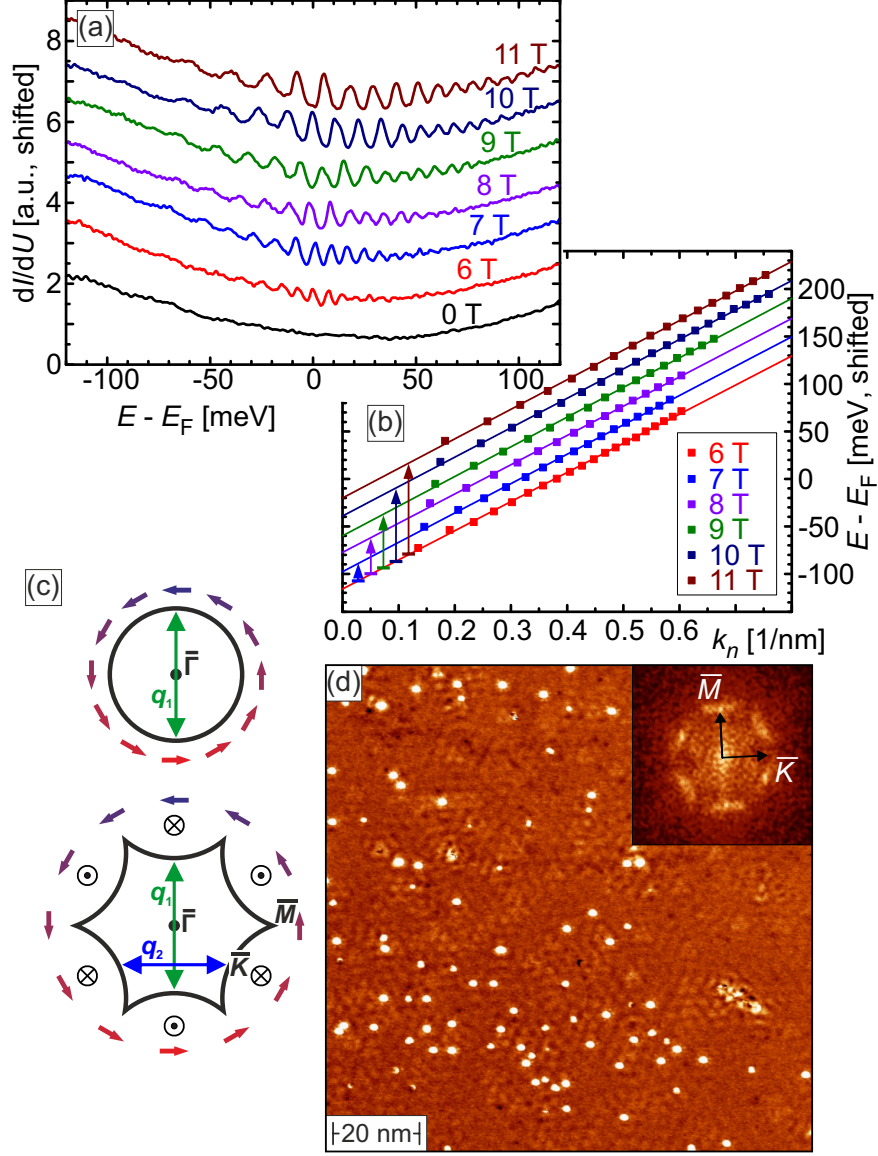 (a)
dI/dU [a.u., shifted]
8
6
4
2
0
11 T
10 T
9 T
8 T
7 T
6 T
0 T
-100 -50 0 50 100
E - E_F [meV]
(b)
200
150
100
50
0
-50
-100
E - E_F [meV, shifted]
6 T
7 T
8 T
9 T
10 T
11 T
0.0 0.1 0.2 0.3 0.4 0.5 0.6
k_n [1/nm]
(c)
Γ̅
q₁
q₁
Γ̅
M̅
q₂
K̅
(d)
M̅
K̅
20 nm